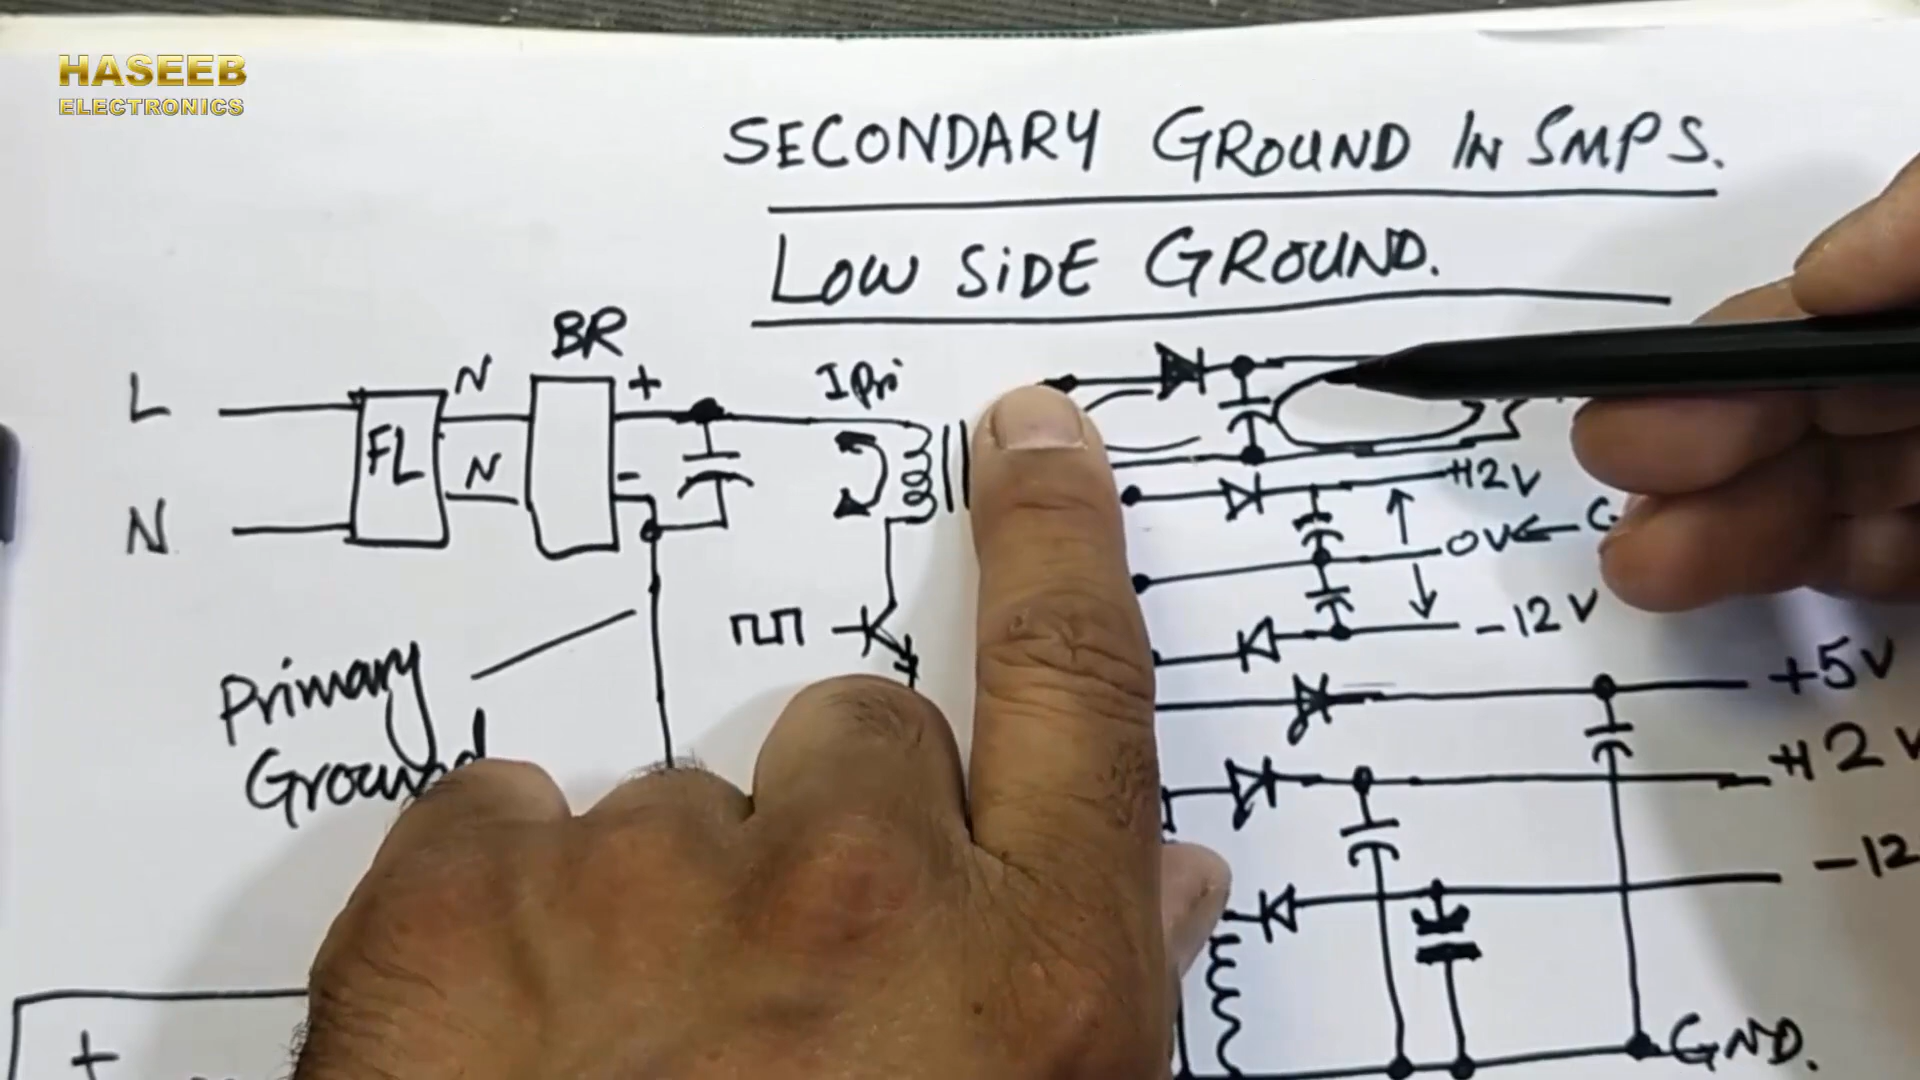 HASEEB
ELECTRONICS
SECONDARY GROUND IN SMPS.
LOW SiDE GROUND.
BR
L
N
+
IPri
FL
N
-
+12V
N
0V
-12V
Primary
Ground
+5V
+12V
-12
+
GND.